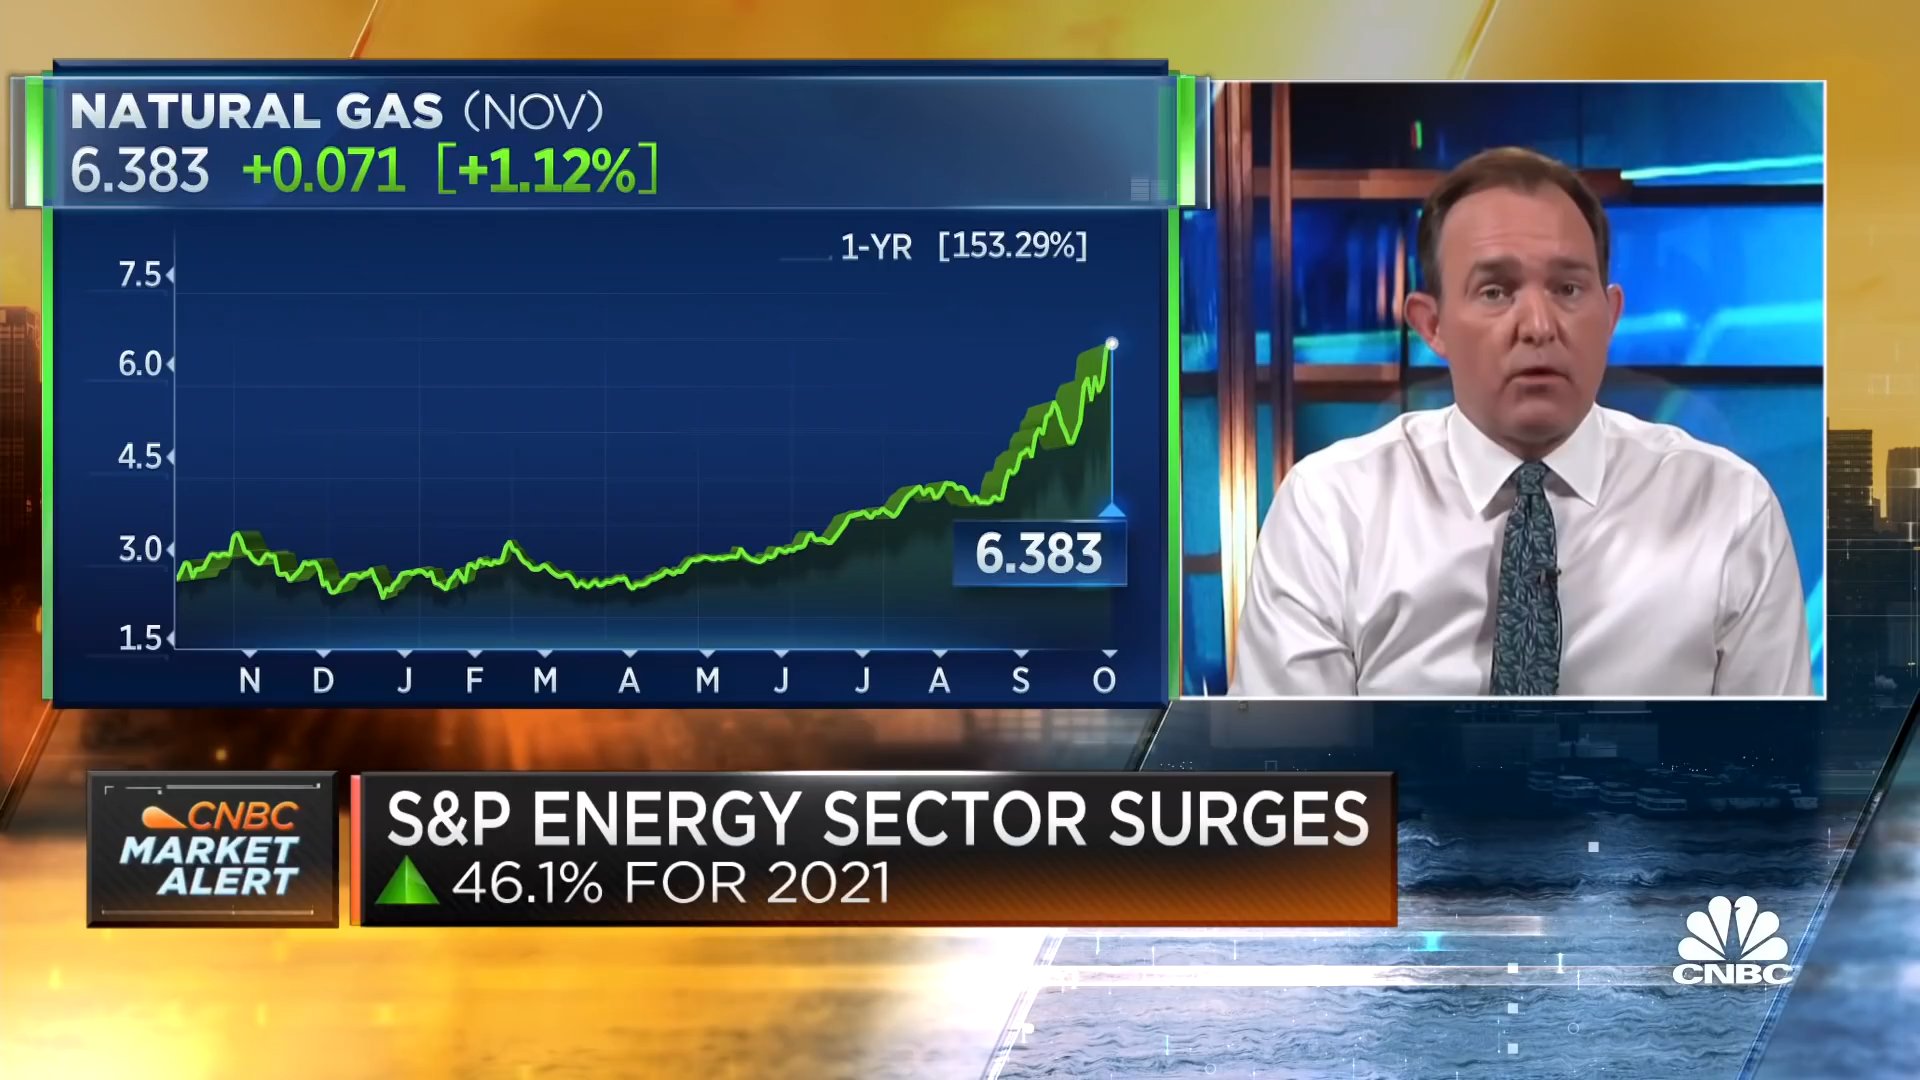 NATURAL GAS (NOV)
6.383 +0.071 [+1.12%]
1-YR [153.29%]
7.5
6.0
4.5
3.0
1.5
6.383
N D J F M A M J J A S O
CNBC
MARKET
ALERT
S&P ENERGY SECTOR SURGES
46.1% FOR 2021
CNBC